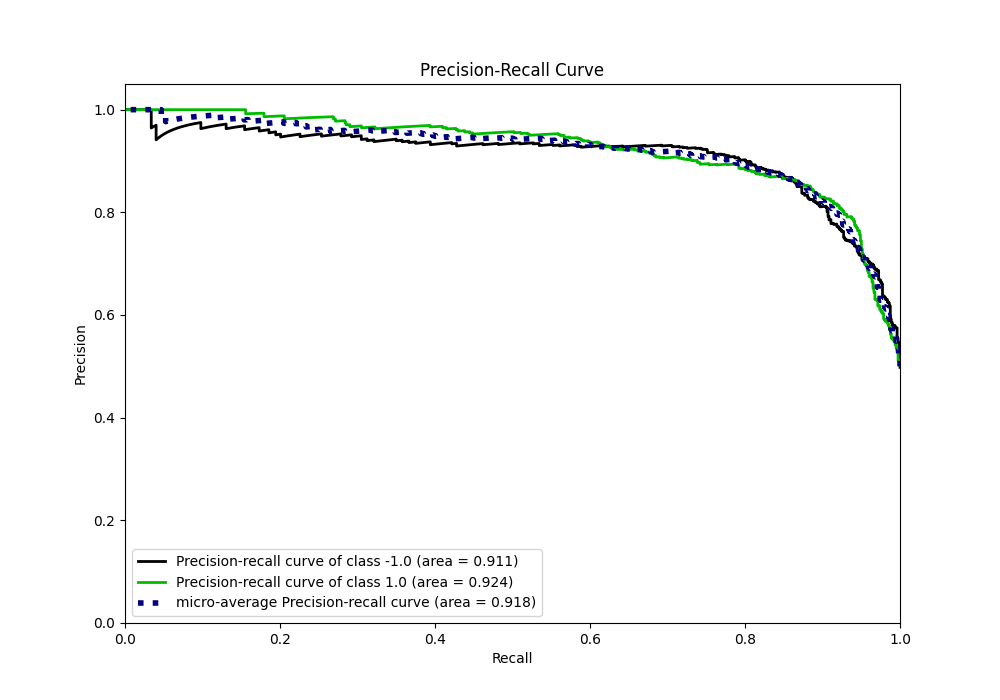 Precision-Recall Curve
1.0
0.8
0.6
0.4
0.2
0.0
Precision
Precision-recall curve of class -1.0 (area = 0.911)
Precision-recall curve of class 1.0 (area = 0.924)
micro-average Precision-recall curve (area = 0.918)
0.0 0.2 0.4 0.6 0.8 1.0
Recall